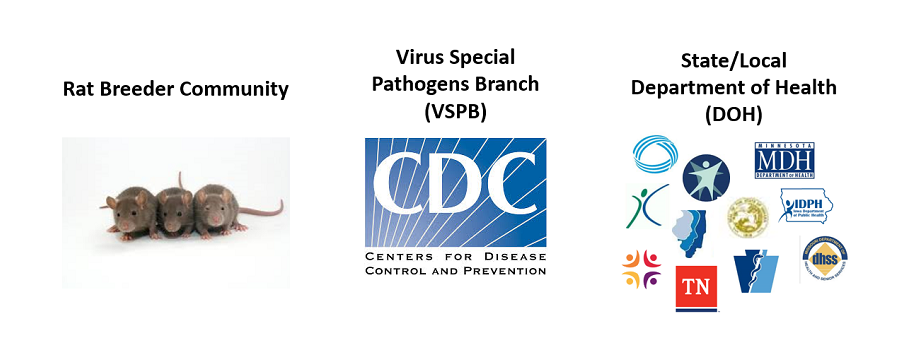 Rat Breeder Community
Virus Special
Pathogens Branch
(VSPB)
CDC
CENTERS FOR DISEASE
CONTROL AND PREVENTION
State/Local
Department of Health
(DOH)
MINNESOTA
MDH
DEPARTMENT OF HEALTH
IDPH
Iowa Department
of Public Health
TN
dhss